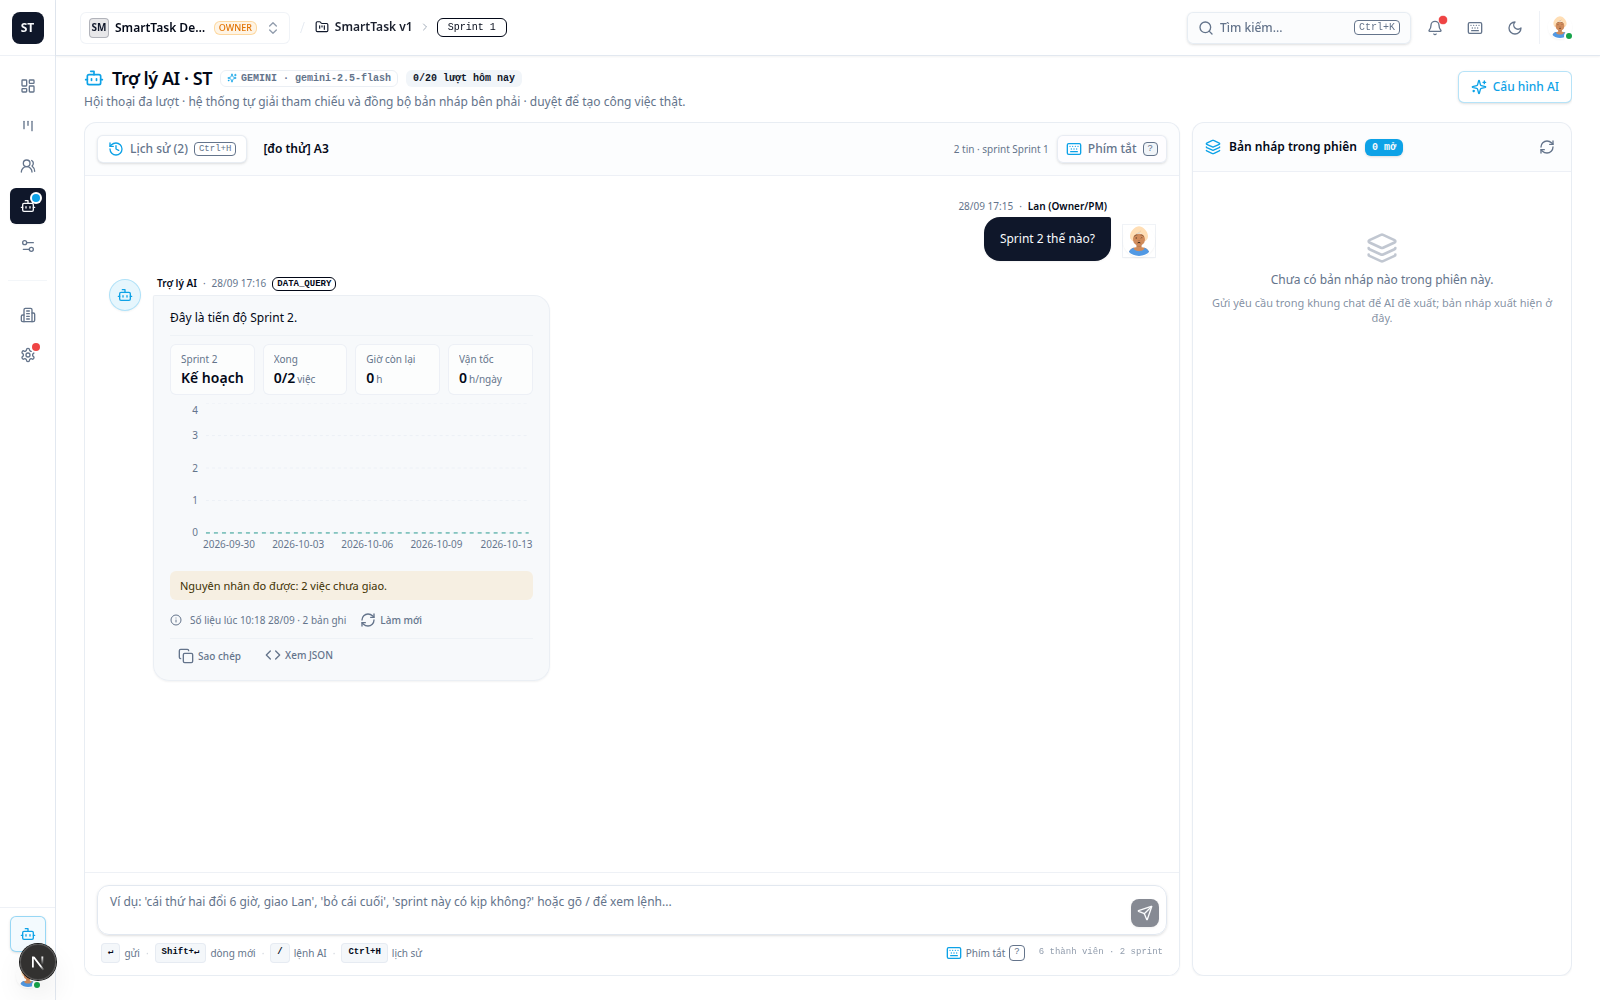 ST
SM SmartTask De... OWNER / SmartTask v1 > Sprint 1
Tìm kiếm... Ctrl+K
Trợ lý AI · ST GEMINI · gemini-2.5-flash 0/20 lượt hôm nay
Hội thoại đa lượt · hệ thống tự giải tham chiếu và đồng bộ bản nháp bên phải · duyệt để tạo công việc thật.
Cấu hình AI
Lịch sử (2) Ctrl+H [đo thử] A3
2 tin · sprint Sprint 1 Phím tắt ?
28/09 17:15 · Lan (Owner/PM)
Sprint 2 thế nào?
Trợ lý AI · 28/09 17:16 DATA_QUERY
Đây là tiến độ Sprint 2.
Sprint 2
Kế hoạch
Xong
0/2 việc
Giờ còn lại
0 h
Vận tốc
0 h/ngày
4
3
2
1
0
2026-09-30 2026-10-03 2026-10-06 2026-10-09 2026-10-13
Nguyên nhân đo được: 2 việc chưa giao.
Số liệu lúc 10:18 28/09 · 2 bản ghi Làm mới
Sao chép Xem JSON
Ví dụ: 'cái thứ hai đổi 6 giờ, giao Lan', 'bỏ cái cuối', 'sprint này có kịp không?' hoặc gõ / để xem lệnh...
↵ gửi · Shift+↵ dòng mới · / lệnh AI · Ctrl+H lịch sử
Phím tắt ? 6 thành viên · 2 sprint
Bản nháp trong phiên 0 mở
Chưa có bản nháp nào trong phiên này.
Gửi yêu cầu trong khung chat để AI đề xuất; bản nháp xuất hiện ở
đây.
N